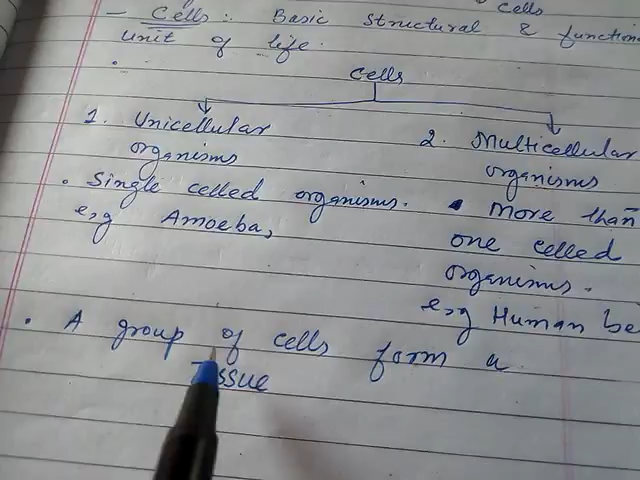 cells
- Cells:. Basic structural & function
unit of life.
Cells
1. Unicellular
organisms
2. Multicellular
organisms
. Single celled organisms.
e.g Amoeba,
. More than
one celled
organisms.
e.g Human be
. A group of cells form a
Tissue